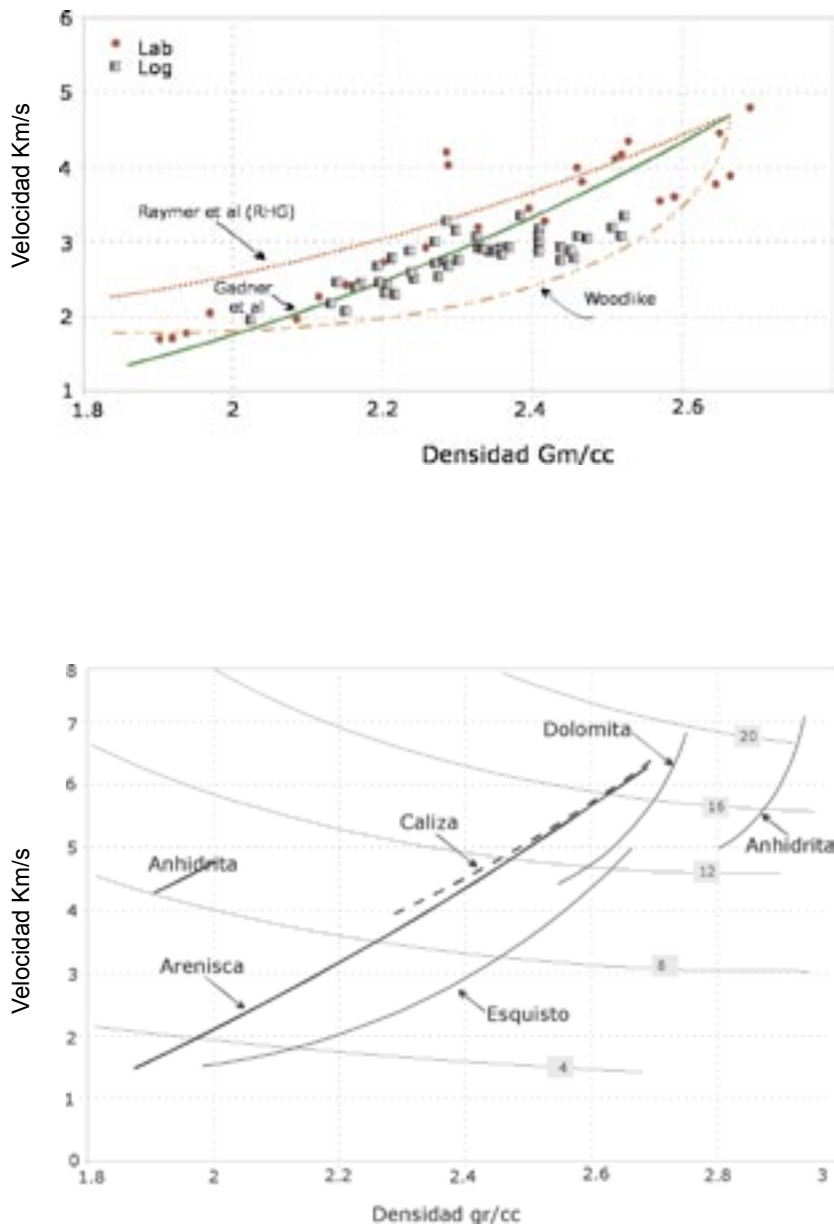 Velocidad Km/s
6
5
4
3
2
1
Lab
Log
Raymer et al (RHG)
Gadner
et al
Woodlke
1.8
2
2.2
2.4
2.6
Densidad Gm/cc
Velocidad Km/s
8
7
6
5
4
3
2
1
0
Dolomita
20
16
Caliza
Anhidrita
12
Anhidrita
Arenisca
8
Esquisto
4
1.8
2
2.2
2.4
2.6
2.8
3
Densidad gr/cc